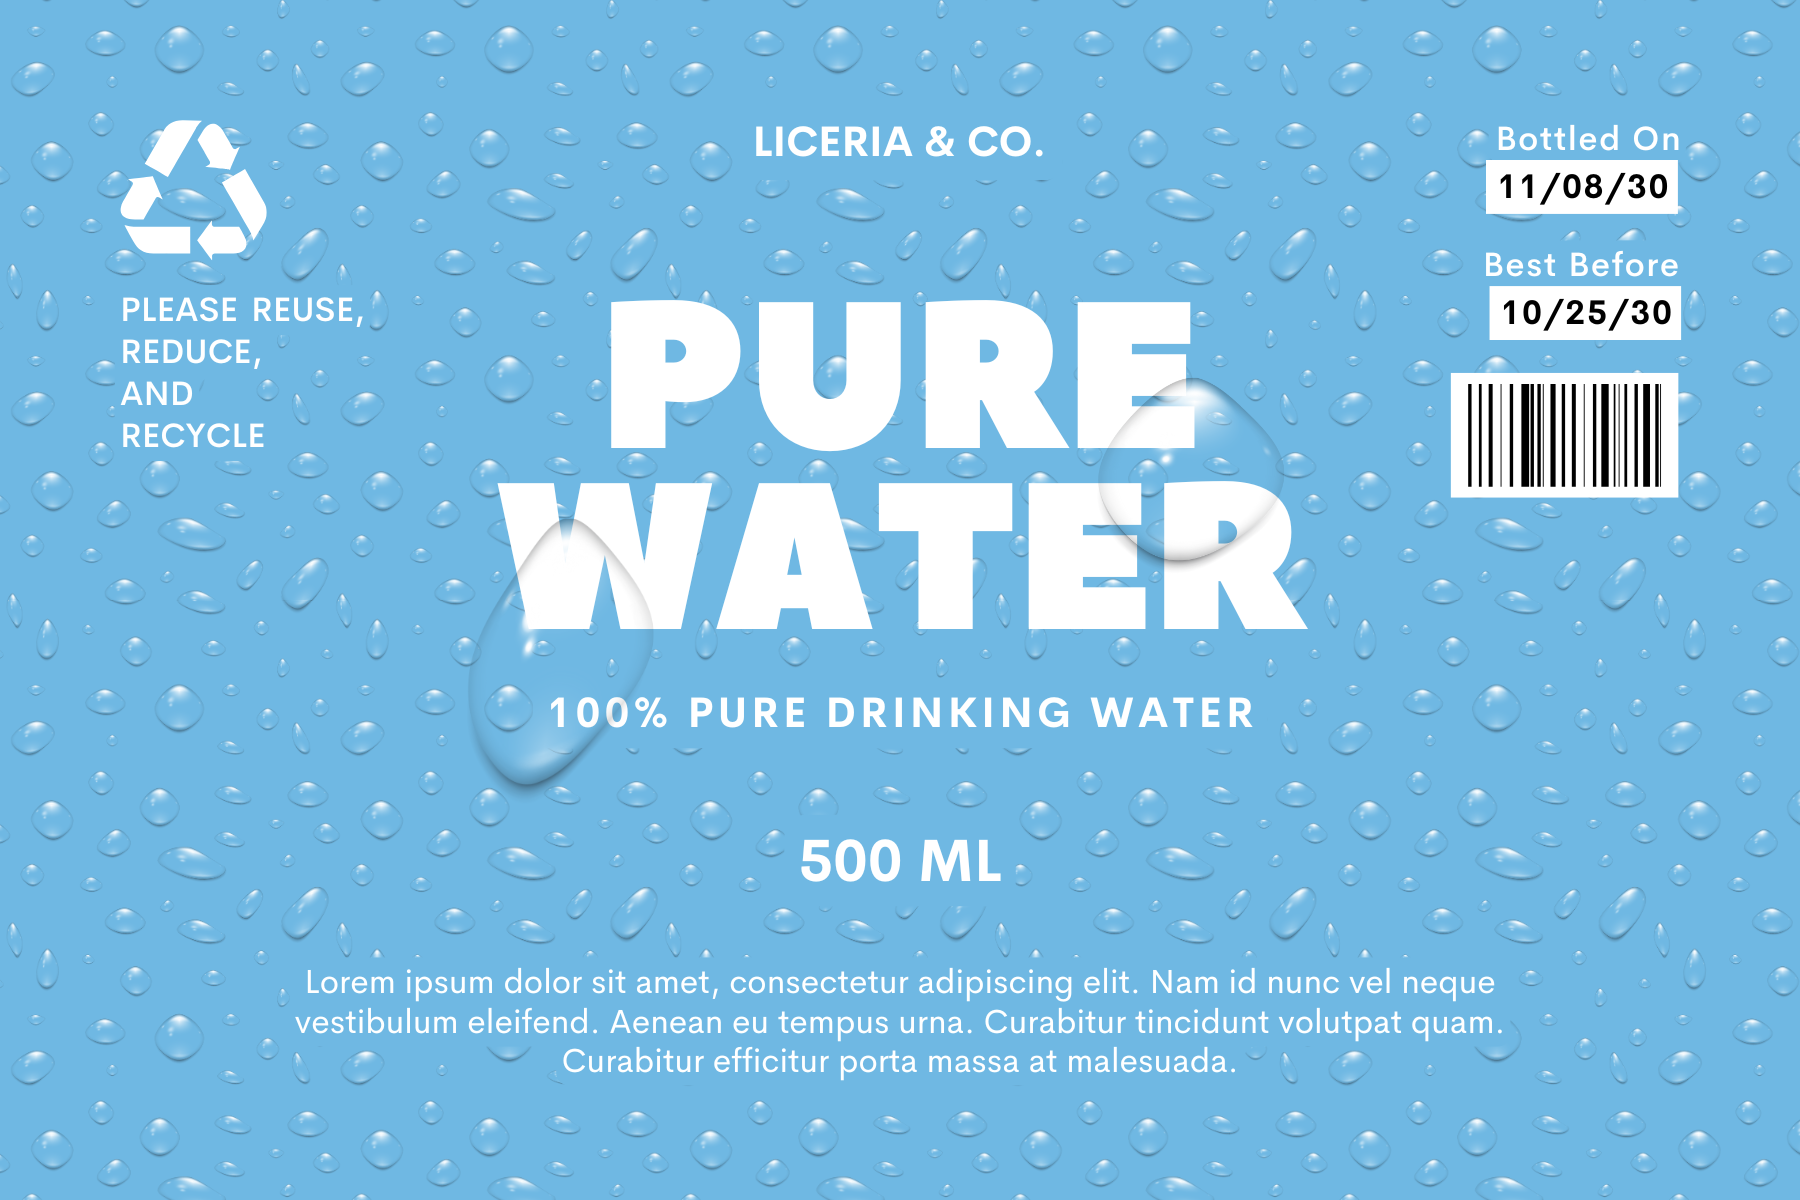 LICERIA & CO.
Bottled On
11/08/30
Best Before
10/25/30
PLEASE REUSE,
REDUCE,
AND
RECYCLE
PURE
WATER
100% PURE DRINKING WATER
500 ML
Lorem ipsum dolor sit amet, consectetur adipiscing elit. Nam id nunc vel neque
vestibulum eleifend. Aenean eu tempus urna. Curabitur tincidunt volutpat quam.
Curabitur efficitur porta massa at malesuada.